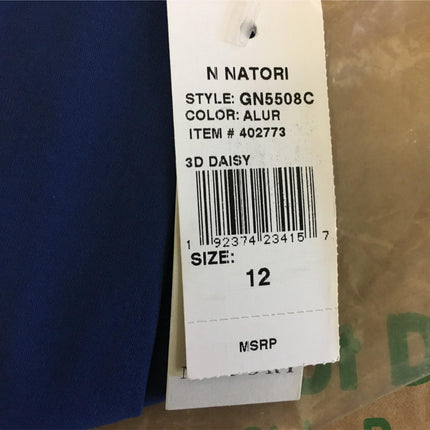 N NATORI
STYLE: GN5508C
COLOR: ALUR
ITEM # 402773
3D DAISY
1 92374 23415 7
SIZE:
12
MSRP